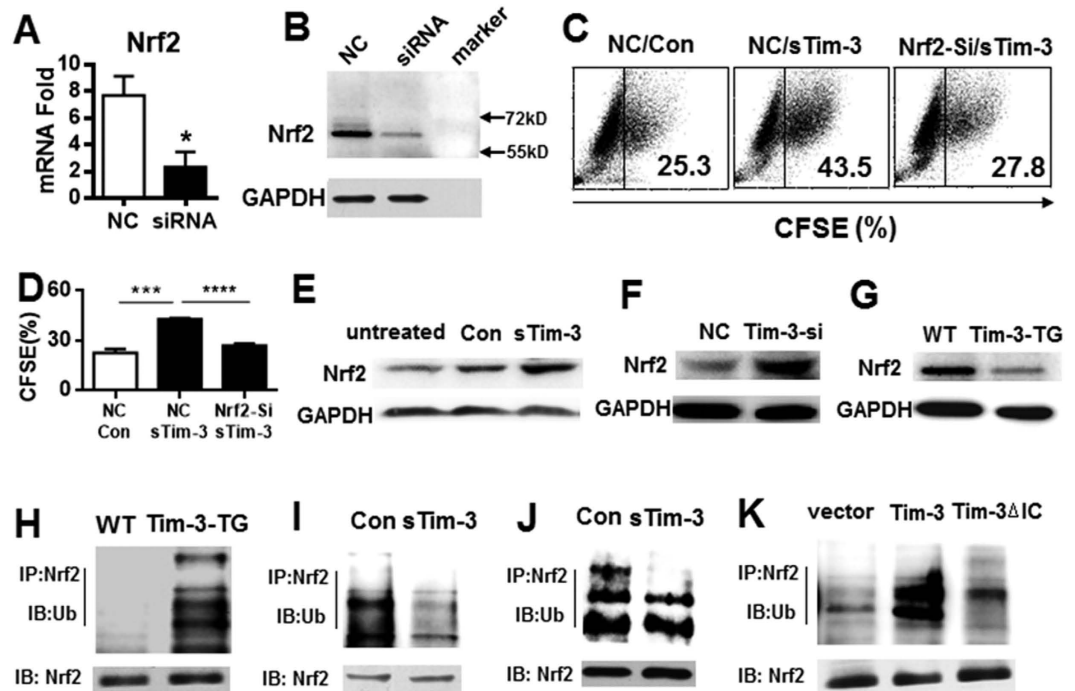 A
Nrf2
mRNA Fold
10
8
6
4
2
0
*
NC siRNA
B
NC siRNA marker
Nrf2
72kD
55kD
GAPDH
C
NC/Con NC/sTim-3 Nrf2-Si/sTim-3
25.3 43.5 27.8
CFSE (%)
D
CFSE(%)
60
30
0
*** ****
NC NC Nrf2-Si
Con sTim-3 sTim-3
E
untreated Con sTim-3
Nrf2
GAPDH
F
NC Tim-3-si
Nrf2
GAPDH
G
WT Tim-3-TG
Nrf2
GAPDH
H
WT Tim-3-TG
IP:Nrf2
IB:Ub
IB: Nrf2
I
Con sTim-3
IP:Nrf2
IB:Ub
IB: Nrf2
J
Con sTim-3
IP:Nrf2
IB:Ub
IB: Nrf2
K
vector Tim-3 Tim-3ΔIC
IP:Nrf2
IB:Ub
IB: Nrf2